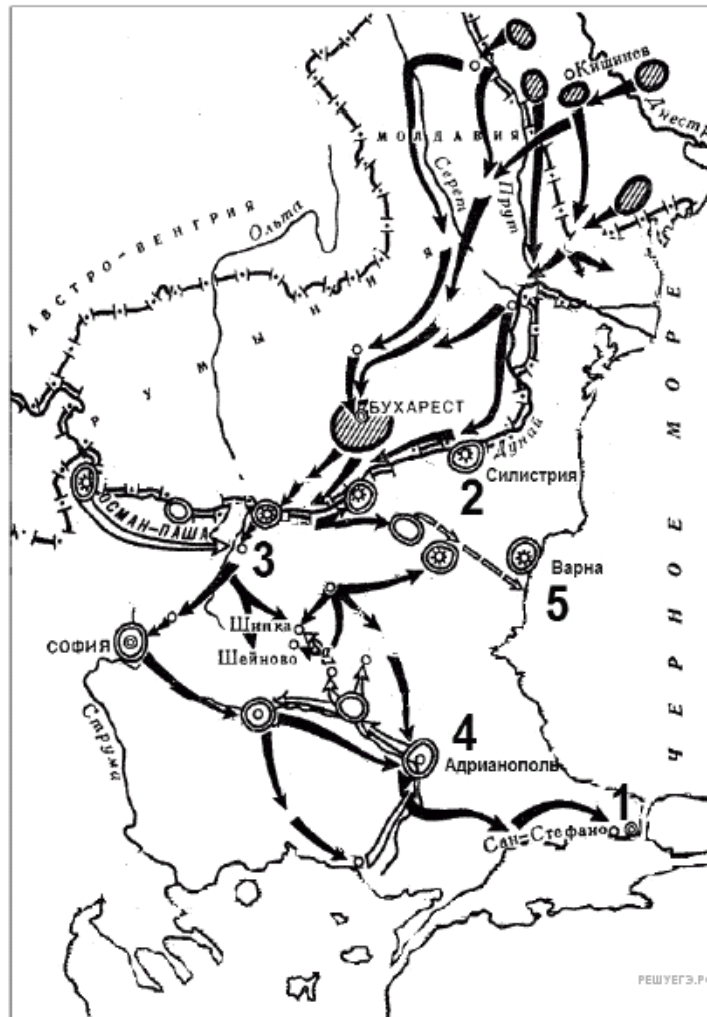 Кишинев
Днестр
МОЛДАВИЯ
Серет
Прут
АВСТРО-ВЕНГРИЯ
Ольта
РУМЫНИЯ
БУХАРЕСТ
Дунай
Силистрия
2
ОСМАН-ПАША
3
Варна
5
ЧЕРНОЕ МОРЕ
Шипка
СОФИЯ
Шейново
Струма
4
Адрианополь
1
Сан-Стефано
РЕШУЕГЭ.РФ